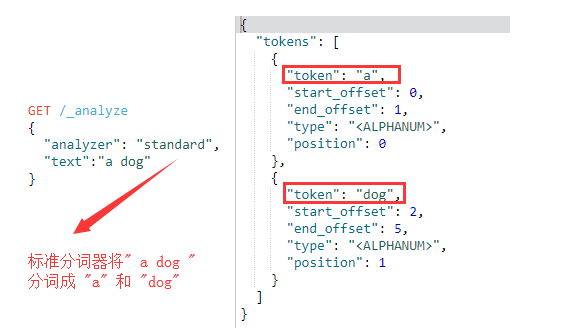 GET /_analyze
{
"analyzer": "standard",
"text":"a dog"
}
标准分词器将" a dog "
分词成 "a" 和 "dog"
{
"tokens": [
{
"token": "a",
"start_offset": 0,
"end_offset": 1,
"type": "<ALPHANUM>",
"position": 0
},
{
"token": "dog",
"start_offset": 2,
"end_offset": 5,
"type": "<ALPHANUM>",
"position": 1
}
]
}